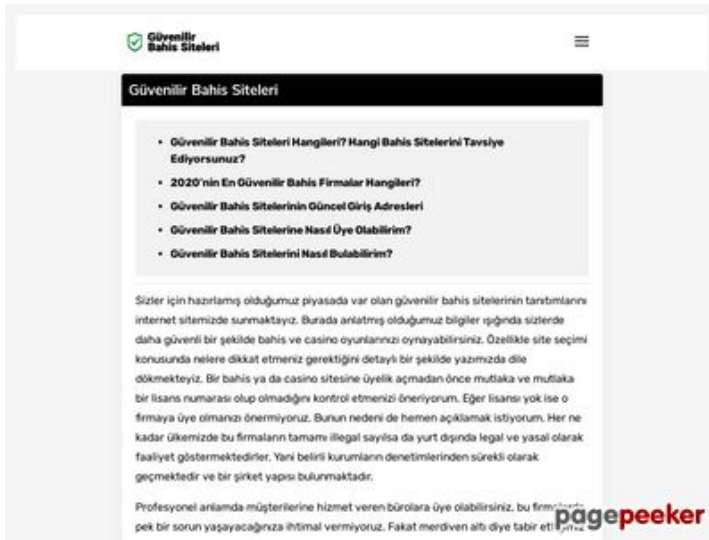 Güvenilir
Bahis Siteleri
Güvenilir Bahis Siteleri
Güvenilir Bahis Siteleri Hangileri? Hangi Bahis Sitelerini Tavsiye
Ediyorsunuz?
2020'nin En Güvenilir Bahis Firmalar Hangileri?
Güvenilir Bahis Sitelerinin Güncel Giriş Adresleri
Güvenilir Bahis Sitelerine Nasıl Üye Olabilirim?
Güvenilir Bahis Sitelerini Nasıl Bulabilirim?
Sizler için hazırlamış olduğumuz piyasada var olan güvenilir bahis sitelerinin tanıtımlarını
internet sitemizde sunmaktayız. Burada anlatmış olduğumuz bilgiler ışığında sizlerde
daha güvenli bir şekilde bahis ve casino oyunlarınızı oynayabilirsiniz. Özellikle site seçimi
konusunda nelere dikkat etmeniz gerektiğini detaylı bir şekilde yazımızda dile
dökmekteyiz. Bir bahis ya da casino sitesine üyelik açmadan önce mutlaka ve mutlaka
bir lisans numarası olup olmadığını kontrol etmenizi öneriyorum. Eğer lisansı yok ise o
firmaya üye olmanızı önermiyoruz. Bunun nedeni de hemen açıklamak istiyorum. Her ne
kadar ülkemizde bu firmaların tamamı illegal sayılsa da yurt dışında legal ve yasal olarak
faaliyet göstermektedirler. Yani belirli kurumların denetimlerinden sürekli olarak
geçmektedir ve bir şirket yapısı bulunmaktadır.
Profesyonel anlamda müşterilerine hizmet veren bürolara üye olabilirsiniz, bu
pek bir sorun yaşayacağınıza ihtimal vermiyoruz. Fakat merdiven altı diye tabir
pagepeeker